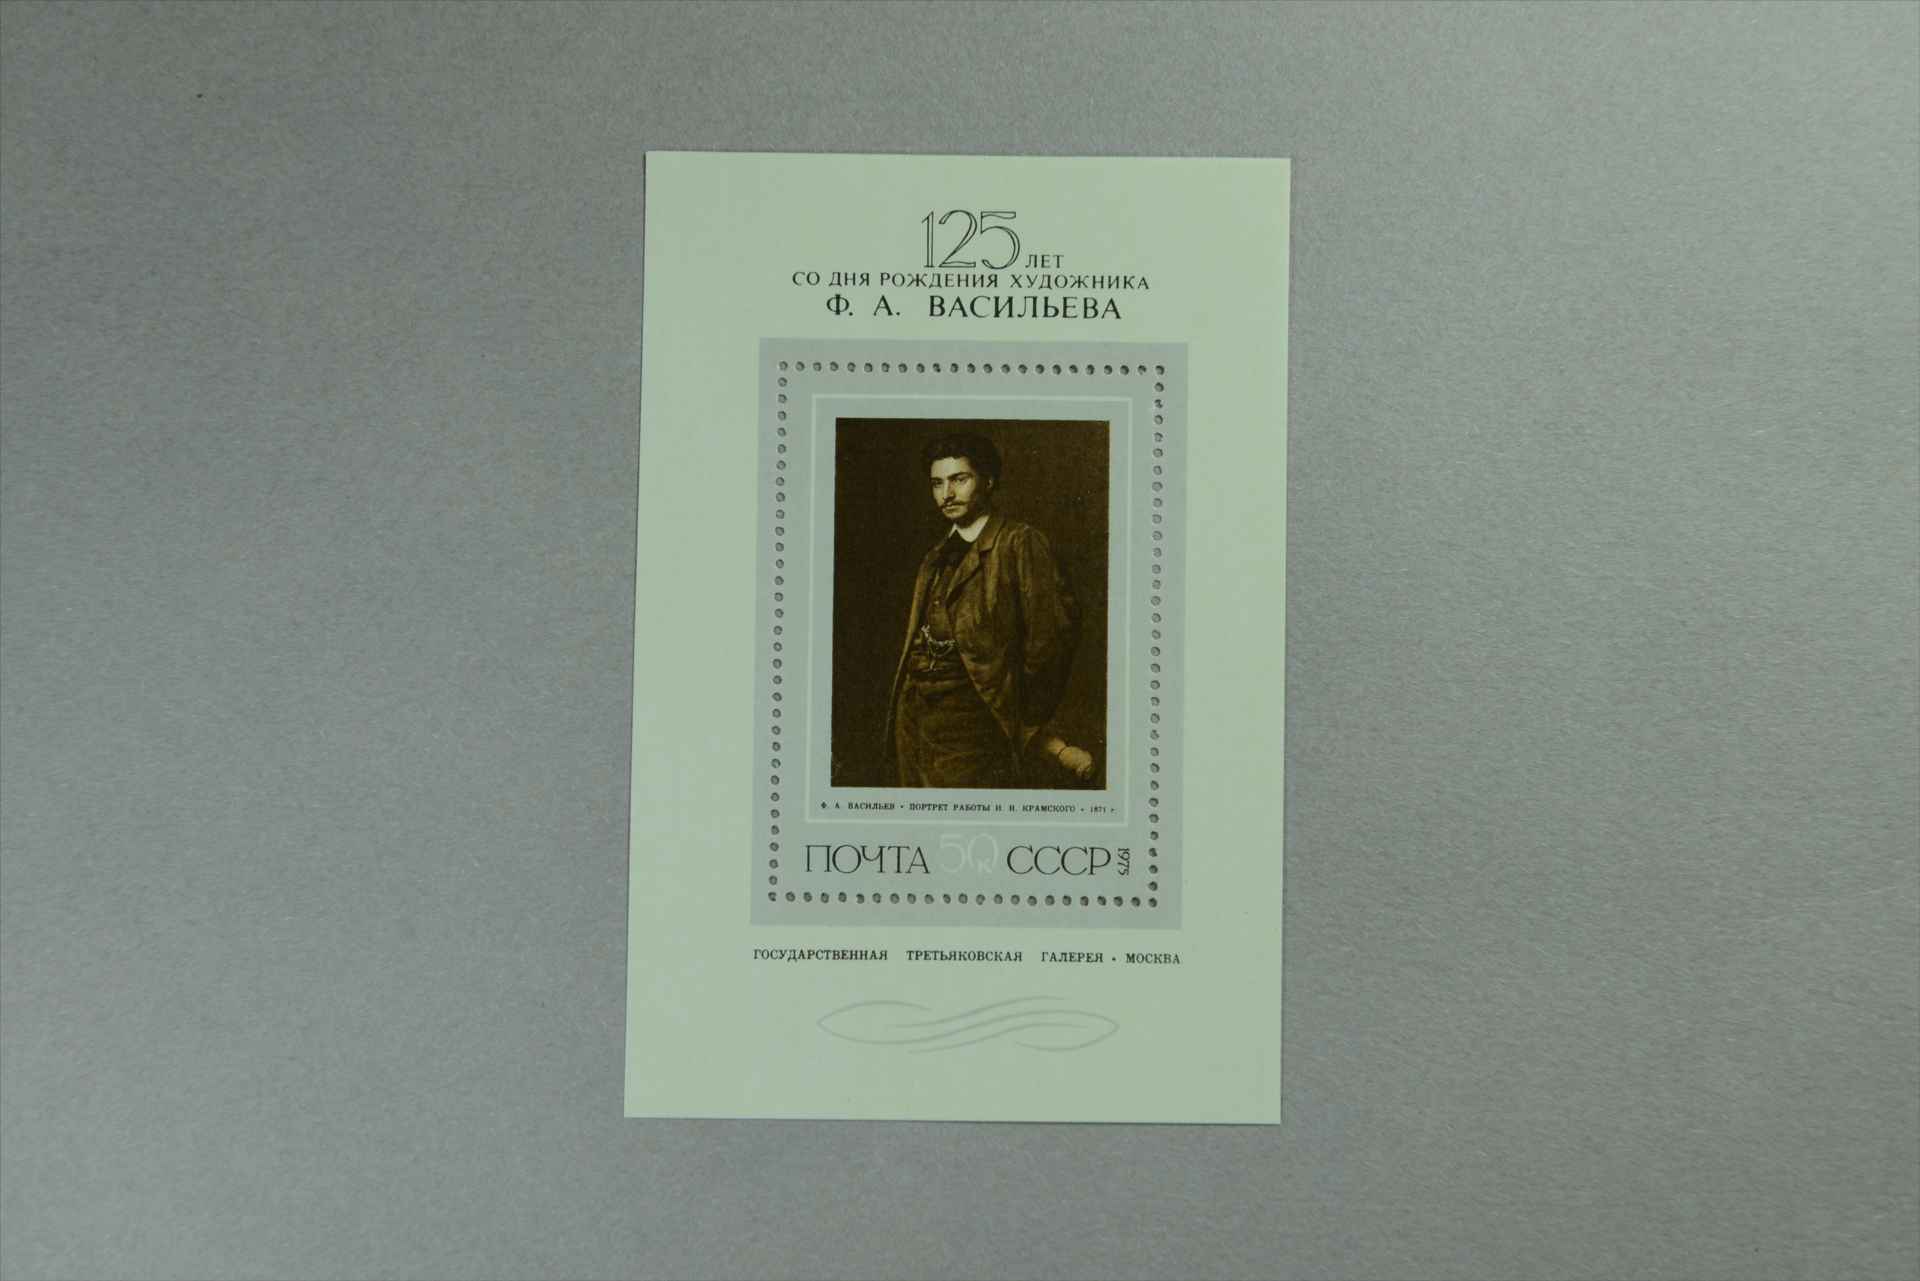 125 ЛЕТ
СО ДНЯ РОЖДЕНИЯ ХУДОЖНИКА
Ф. А. ВАСИЛЬЕВА
Ф. А. ВАСИЛЬЕВ • ПОРТРЕТ РАБОТЫ И. Н. КРАМСКОГО • 1871 г
ПОЧТА 50К СССР 1975
ГОСУДАРСТВЕННАЯ ТРЕТЬЯКОВСКАЯ ГАЛЕРЕЯ • МОСКВА